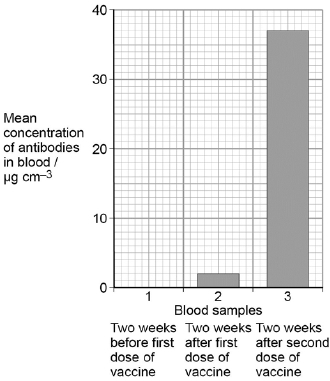 40
30
20
10
0
Mean
concentration
of antibodies
in blood /
µg cm–3
1 2 3
Blood samples
Two weeks Two weeks Two weeks
before first after first after second
dose of dose of dose of
vaccine vaccine vaccine